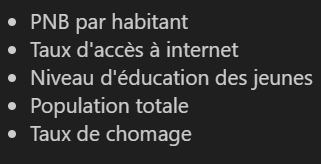 • PNB par habitant
• Taux d'accès à internet
• Niveau d'éducation des jeunes
• Population totale
• Taux de chomage